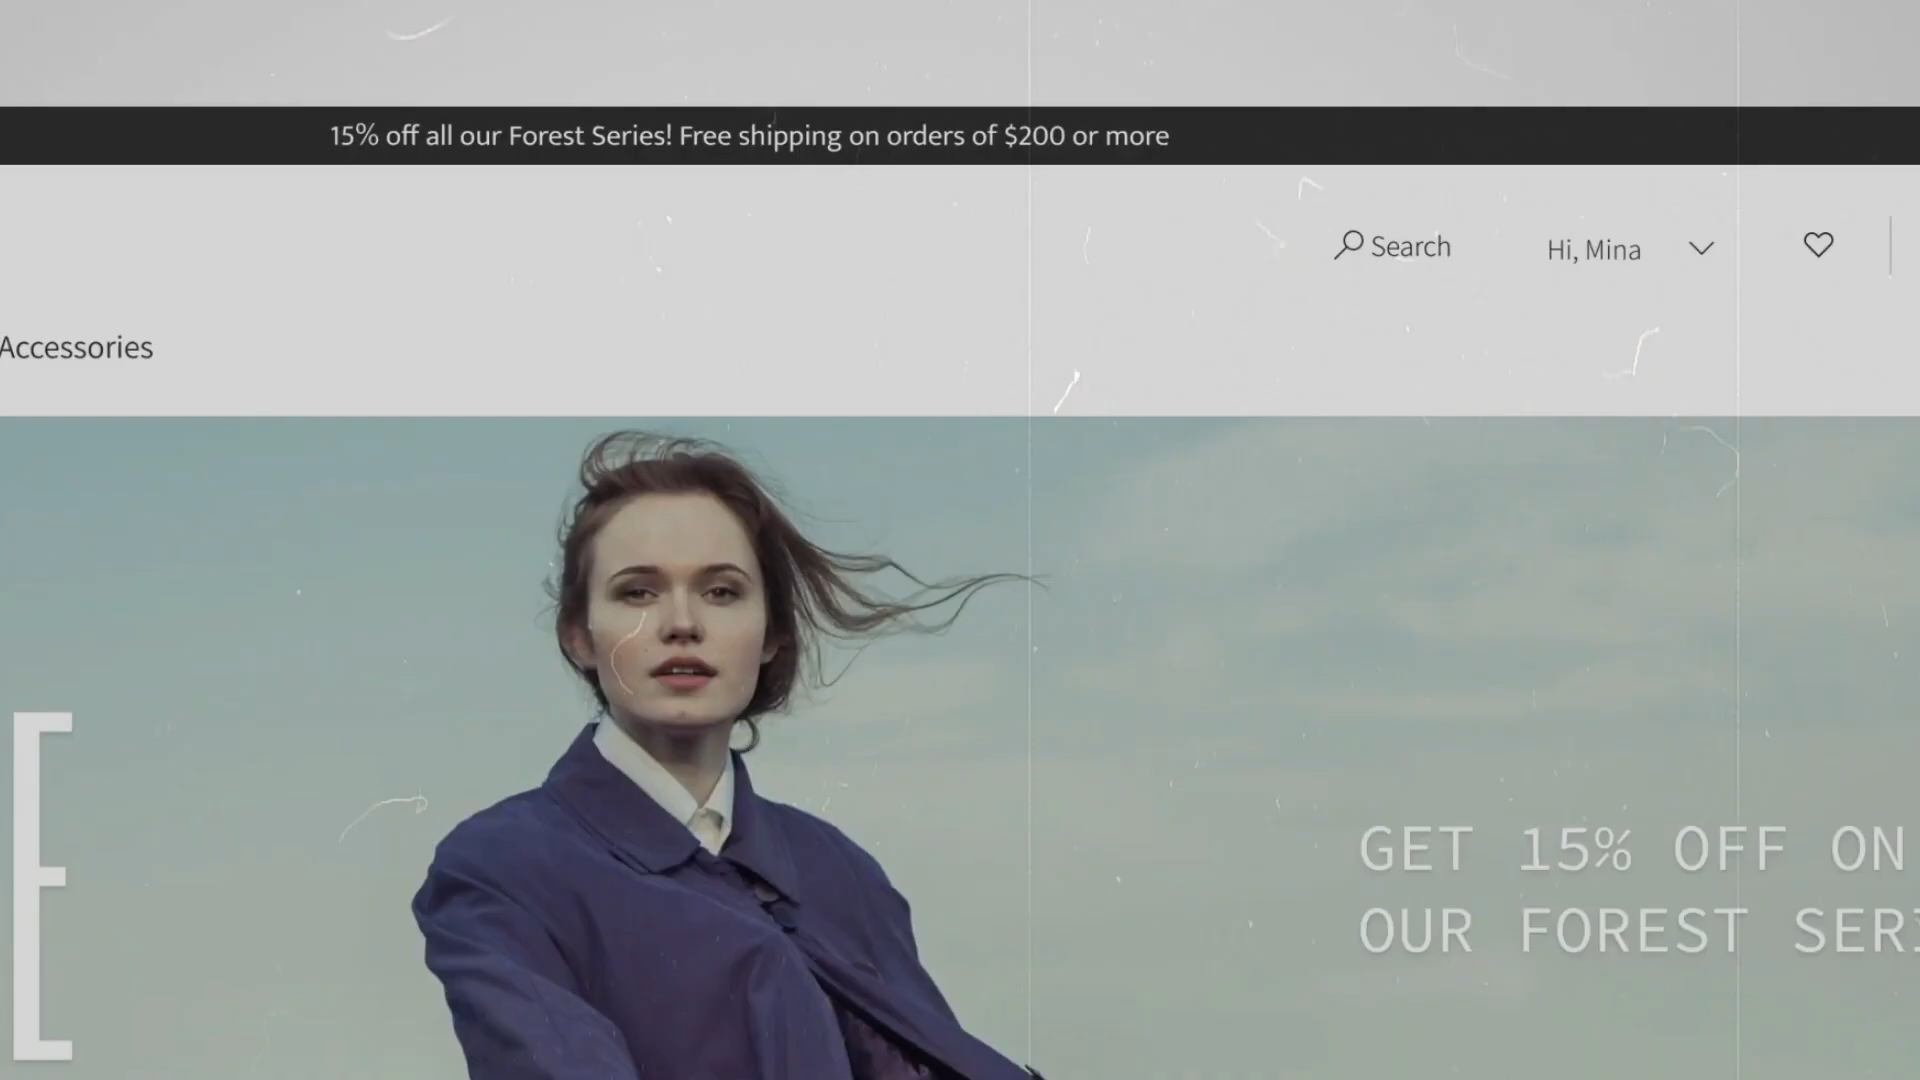 15% off all our Forest Series! Free shipping on orders of $200 or more
Search
Hi, Mina
Accessories
E
GET 15% OFF ON
OUR FOREST SERI